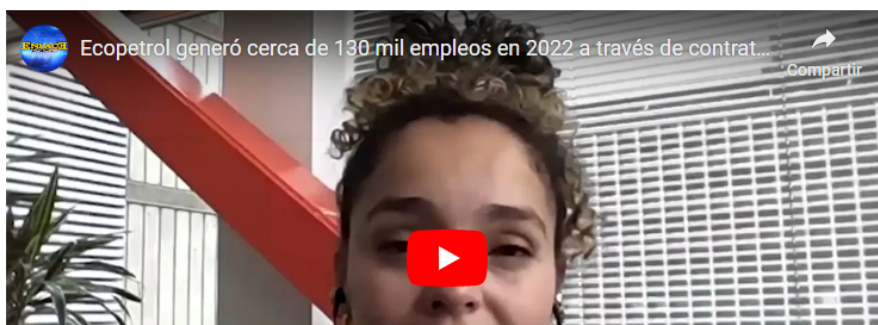 Ecopetrol generó cerca de 130 mil empleos en 2022 a través de contrat...
Compartir